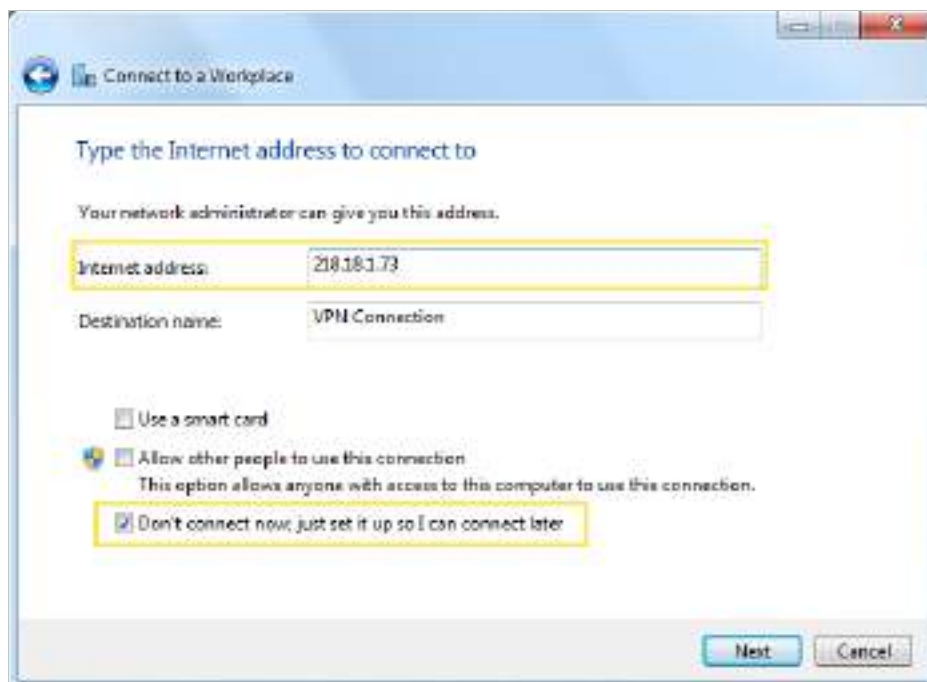 Connect to a Workplace
Type the Internet address to connect to
Your network administrator can give you this address.
Internet address: 218.18.1.73
Destination name: VPN Connection
Use a smart card
Allow other people to use this connection
This option allows anyone with access to this computer to use this connection.
Don't connect now; just set it up so I can connect later
Next Cancel